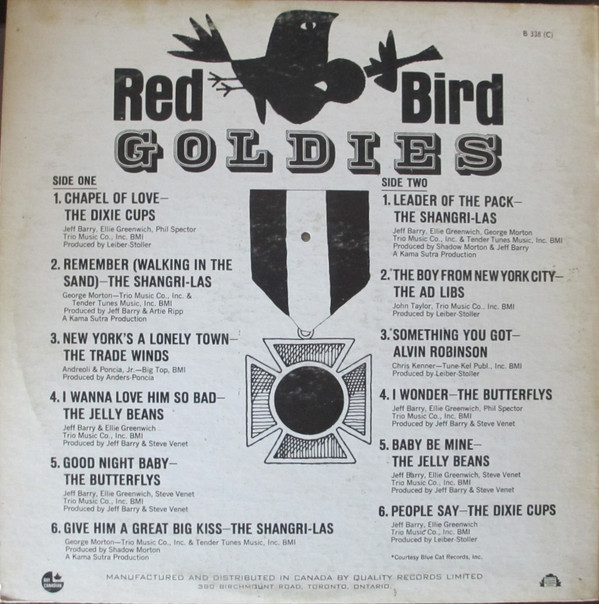 B 338 (C)
Red Bird
GOLDIES
SIDE ONE
1. CHAPEL OF LOVE—
THE DIXIE CUPS
Jeff Barry, Ellie Greenwich, Phil Spector
Trio Music Co., Inc. BMI
Produced by Leiber-Stoller
2. REMEMBER (WALKING IN THE
SAND)—THE SHANGRI-LAS
George Morton—Trio Music Co., Inc. &
Tender Tunes Music, Inc. BMI
Produced by Jeff Barry & Artie Ripp
A Kama Sutra Production
3. NEW YORK'S A LONELY TOWN—
THE TRADE WINDS
Andreoli & Poncia, Jr.—Big Top, BMI
Produced by Anders-Poncia
4. I WANNA LOVE HIM SO BAD—
THE JELLY BEANS
Jeff Barry & Ellie Greenwich
Trio Music Co., Inc. BMI
Produced by Jeff Barry & Steve Venet
5. GOOD NIGHT BABY—
THE BUTTERFLYS
Jeff Barry, Ellie Greenwich, Steve Venet
Trio Music Co., Inc. BMI
Produced by Jeff Barry & Steve Venet
6. GIVE HIM A GREAT BIG KISS—THE SHANGRI-LAS
George Morton—Trio Music Co., Inc. & Tender Tunes Music, Inc. BMI
Produced by Shadow Morton
A Kama Sutra Production
SIDE TWO
1. LEADER OF THE PACK—
THE SHANGRI-LAS
Jeff Barry, Ellie Greenwich, George Morton
Trio Music Co., Inc. & Tender Tunes Music, Inc. BMI
Produced by Shadow Morton & Jeff Barry
A Kama Sutra Production
2.*THE BOY FROM NEW YORK CITY—
THE AD LIBS
John Taylor, Trio Music Co., Inc. BMI
Produced by Leiber-Stoller
3.*SOMETHING YOU GOT—
ALVIN ROBINSON
Chris Kenner—Tune-Kel Publ., Inc. BMI
Produced by Leiber-Stoller
4. I WONDER—THE BUTTERFLYS
Jeff Barry, Ellie Greenwich, Phil Spector
Trio Music Co., Inc. BMI
Produced by Jeff Barry & Steve Venet
5. BABY BE MINE—
THE JELLY BEANS
Jeff Barry, Ellie Greenwich, Steve Venet
Trio Music Co., Inc. BMI
Produced by Jeff Barry & Steve Venet
6. PEOPLE SAY—THE DIXIE CUPS
Jeff Barry, Ellie Greenwich
Trio Music Co., Inc. BMI
Produced by Leiber-Stoller
*Courtesy Blue Cat Records, Inc.
MANUFACTURED AND DISTRIBUTED IN CANADA BY QUALITY RECORDS LIMITED
380 BIRCHMOUNT ROAD, TORONTO, ONTARIO.